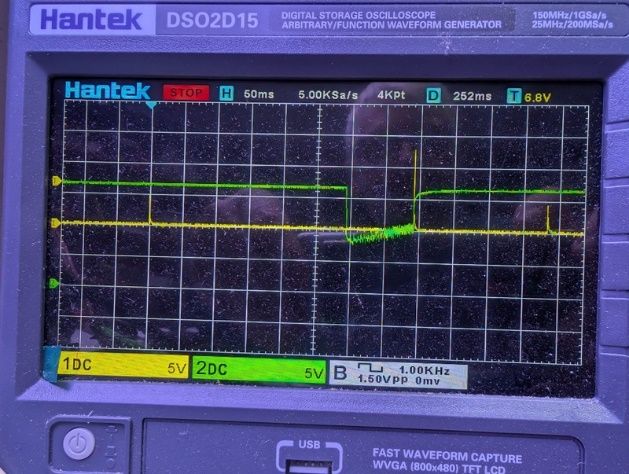 Hantek DSO2D15 DIGITAL STORAGE OSCILLOSCOPE 150MHz/1GSa/s
ARBITRARY/FUNCTION WAVEFORM GENERATOR 25MHz/200MSa/s
Hantek STOP H 50ms 5.00KSa/s 4Kpt D 252ms T 6.8V
1DC 5V 2DC 5V B 1.00KHz
1.50VPP 0mv
USB
FAST WAVEFORM CAPTURE
WVGA (800x480) TFT LCD